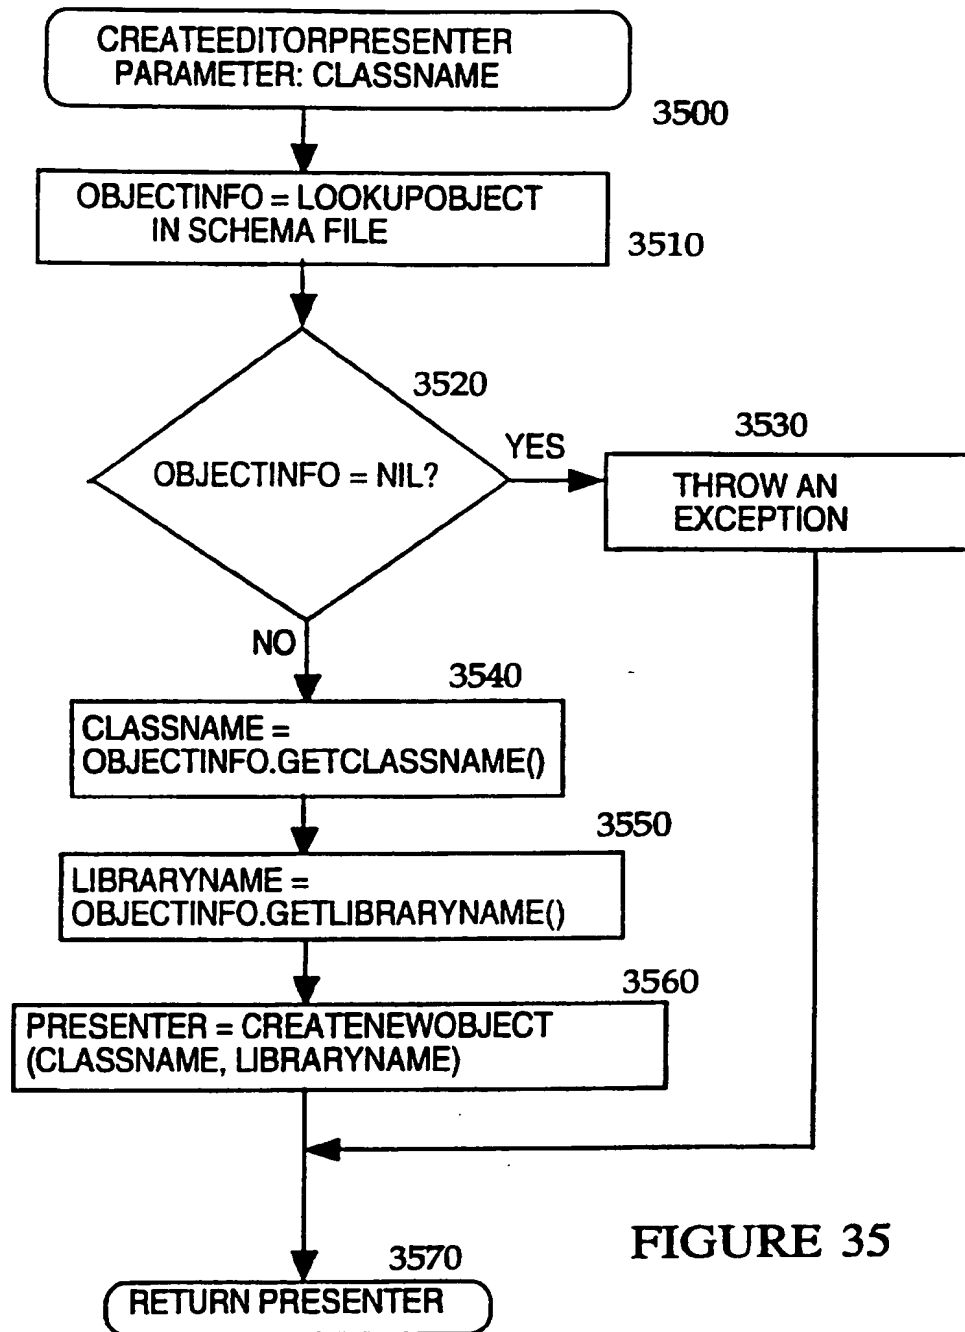 CREATEEDITORPRESENTER
PARAMETER: CLASSNAME
3500
OBJECTINFO = LOOKUPOBJECT
IN SCHEMA FILE
3510
3520
OBJECTINFO = NIL?
YES
3530
THROW AN
EXCEPTION
NO
3540
CLASSNAME =
OBJECTINFO.GETCLASSNAME()
3550
LIBRARYNAME =
OBJECTINFO.GETLIBRARYNAME()
3560
PRESENTER = CREATENEWOBJECT
(CLASSNAME, LIBRARYNAME)
FIGURE 35
3570
RETURN PRESENTER